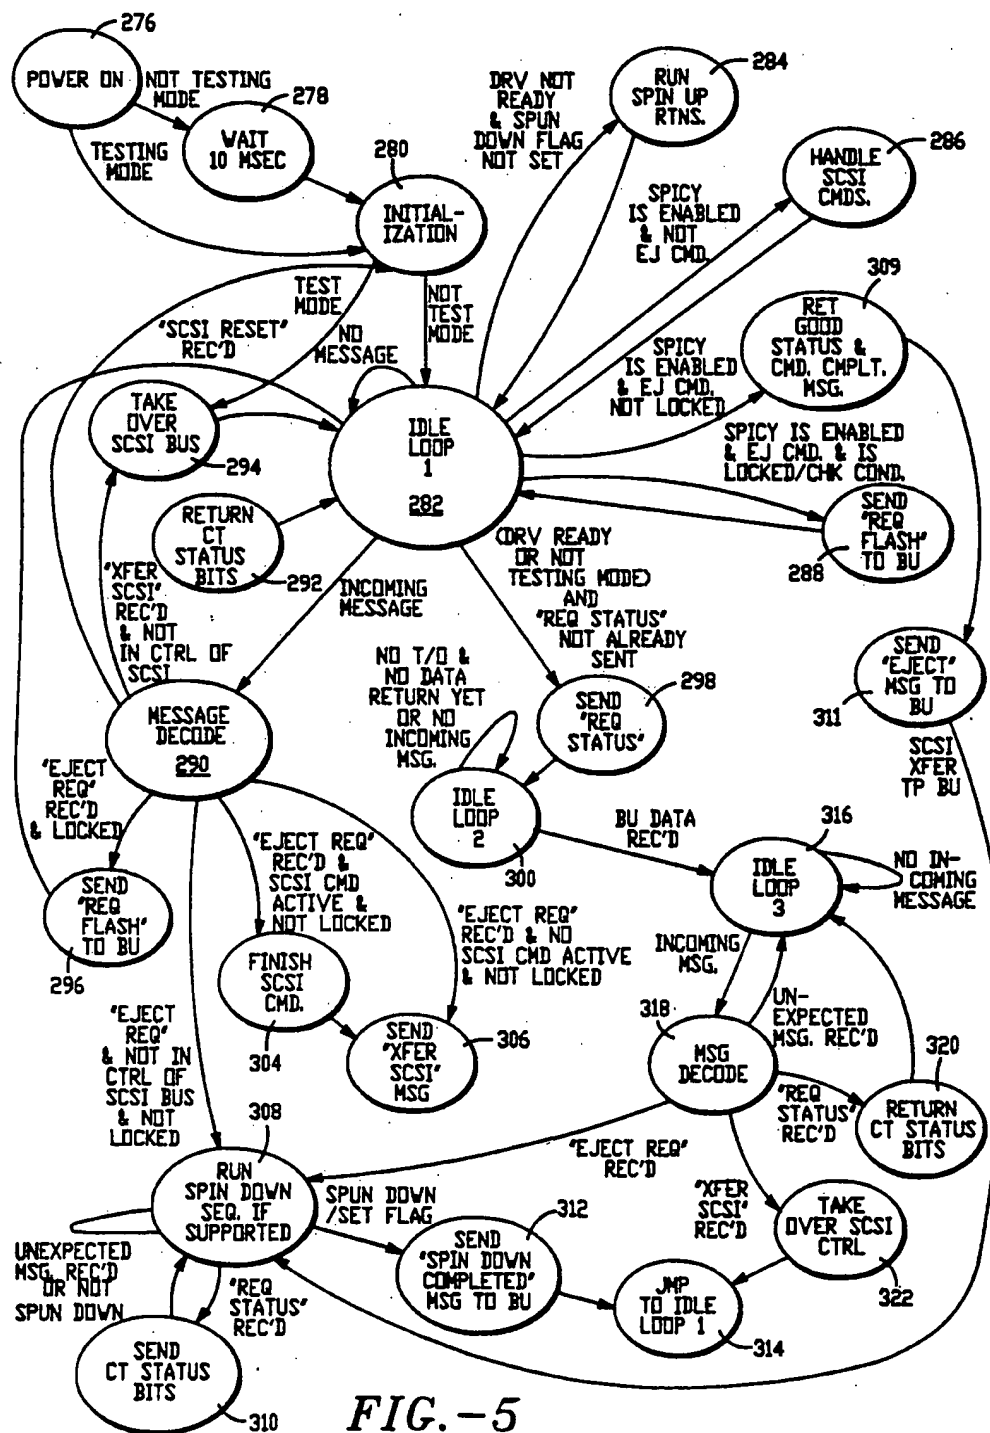 276
POWER ON
NOT TESTING
MODE
278
WAIT
10 MSEC
TESTING
MODE
280
INITIAL-
IZATION
DRV NOT
READY
& SPUN
DOWN FLAG
NOT SET
284
RUN
SPIN UP
RTNS.
286
HANDLE
SCSI
CMDS.
SPICY
IS ENABLED
& NOT
EJ CMD.
309
RET
GOOD
STATUS &
CMD. CMPLT.
MSG.
TEST
MODE
NOT
TEST
MODE
"SCSI RESET"
REC'D
NO
MESSAGE
SPICY
IS ENABLED
& EJ CMD.
NOT LOCKED
TAKE
OVER
SCSI BUS
294
IDLE
LOOP
1
282
SPICY IS ENABLED
& EJ CMD. & IS
LOCKED/CHK COND.
RETURN
CT
STATUS
BITS
292
SEND
"REQ
FLASH"
TO BU
288
"XFER
SCSI"
REC'D
& NOT
IN CTRL OF
SCSI
INCOMING
MESSAGE
(DRV READY
OR NOT
TESTING MODE)
AND
"REQ STATUS"
NOT ALREADY
SENT
NO T/O &
NO DATA
RETURN YET
OR NO
INCOMING
MSG.
298
SEND
"REQ
STATUS"
SEND
"EJECT"
MSG TO
BU
311
SCSI
XFER
TP BU
MESSAGE
DECODE
290
"EJECT
REQ"
REC'D
& LOCKED
IDLE
LOOP
2
300
BU DATA
REC'D
316
IDLE
LOOP
3
NO IN-
COMING
MESSAGE
"EJECT REQ"
REC'D &
SCSI CMD
ACTIVE &
NOT LOCKED
SEND
"REQ
FLASH"
TO BU
296
"EJECT REQ"
REC'D & NO
SCSI CMD ACTIVE
& NOT LOCKED
INCOMING
MSG.
FINISH
SCSI
CMD.
304
SEND
"XFER
SCSI"
MSG
306
318
MSG
DECODE
UN-
EXPECTED
MSG. REC'D
320
RETURN
CT STATUS
BITS
"REQ
STATUS"
REC'D
"EJECT
REQ"
& NOT IN
CTRL OF
SCSI BUS
& NOT
LOCKED
308
RUN
SPIN DOWN
SEQ. IF
SUPPORTED
"EJECT REQ"
REC'D
SPUN DOWN
/SET FLAG
312
SEND
"SPIN DOWN
COMPLETED"
MSG TO BU
"XFER
SCSI"
REC'D
TAKE
OVER SCSI
CTRL
322
JMP
TO IDLE
LOOP 1
314
UNEXPECTED
MSG. REC'D
OR NOT
SPUN DOWN
"REQ
STATUS"
REC'D
SEND
CT STATUS
BITS
310
FIG.-5